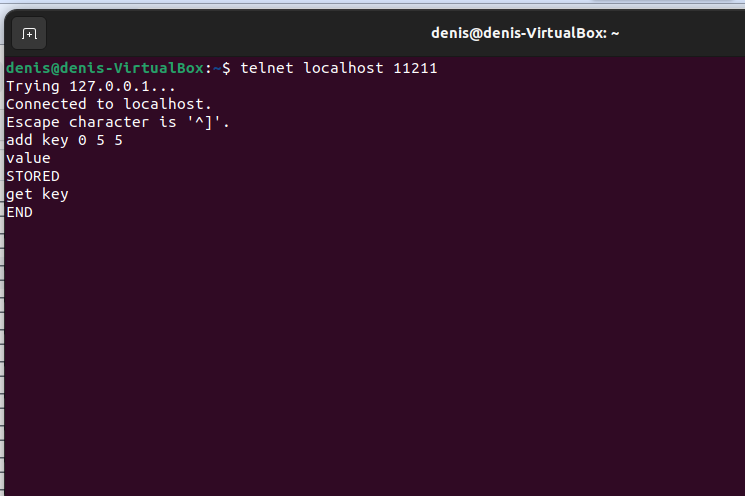 denis@denis-VirtualBox: ~
denis@denis-VirtualBox:~$ telnet localhost 11211
Trying 127.0.0.1...
Connected to localhost.
Escape character is '^]'.
add key 0 5 5
value
STORED
get key
END